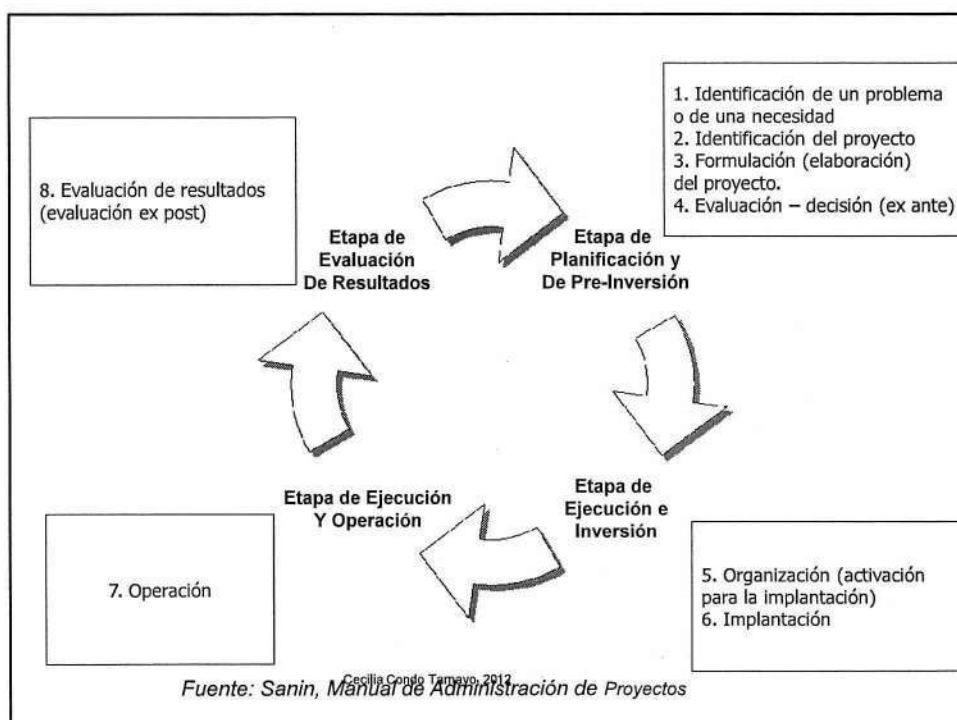 1. Identificación de un problema
o de una necesidad
2. Identificación del proyecto
3. Formulación (elaboración)
del proyecto.
4. Evaluación – decisión (ex ante)
8. Evaluación de resultados
(evaluación ex post)
Etapa de
Evaluación
De Resultados
Etapa de
Planificación y
De Pre-Inversión
Etapa de Ejecución
Y Operación
Etapa de
Ejecución e
Inversión
7. Operación
5. Organización (activación
para la implantación)
6. Implantación
Cecilia Condo Tamayo, 2012
Fuente: Sanin, Manual de Administración de Proyectos